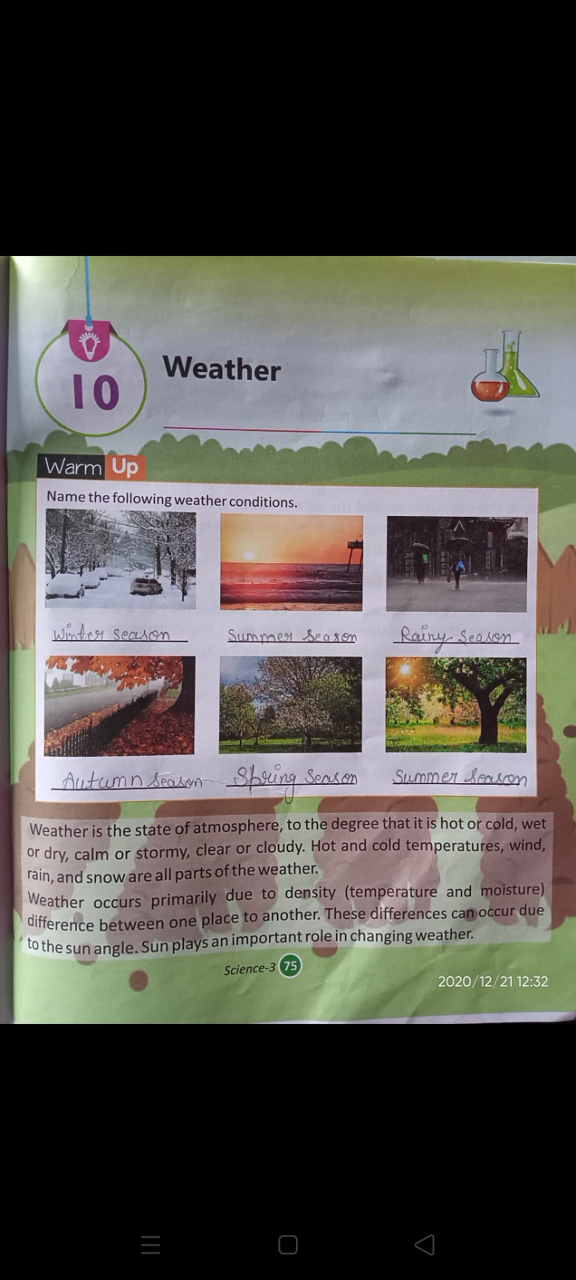 10
Weather
Warm Up
Name the following weather conditions.
Winter season
Summer Season
Rainy Season
Autumn Season
Spring Season
Summer Season
Weather is the state of atmosphere, to the degree that it is hot or cold, wet
or dry, calm or stormy, clear or cloudy. Hot and cold temperatures, wind,
rain, and snow are all parts of the weather.
Weather occurs primarily due to density (temperature and moisture)
difference between one place to another. These differences can occur due
to the sun angle. Sun plays an important role in changing weather.
Science-3 75
2020/12/21 12:32